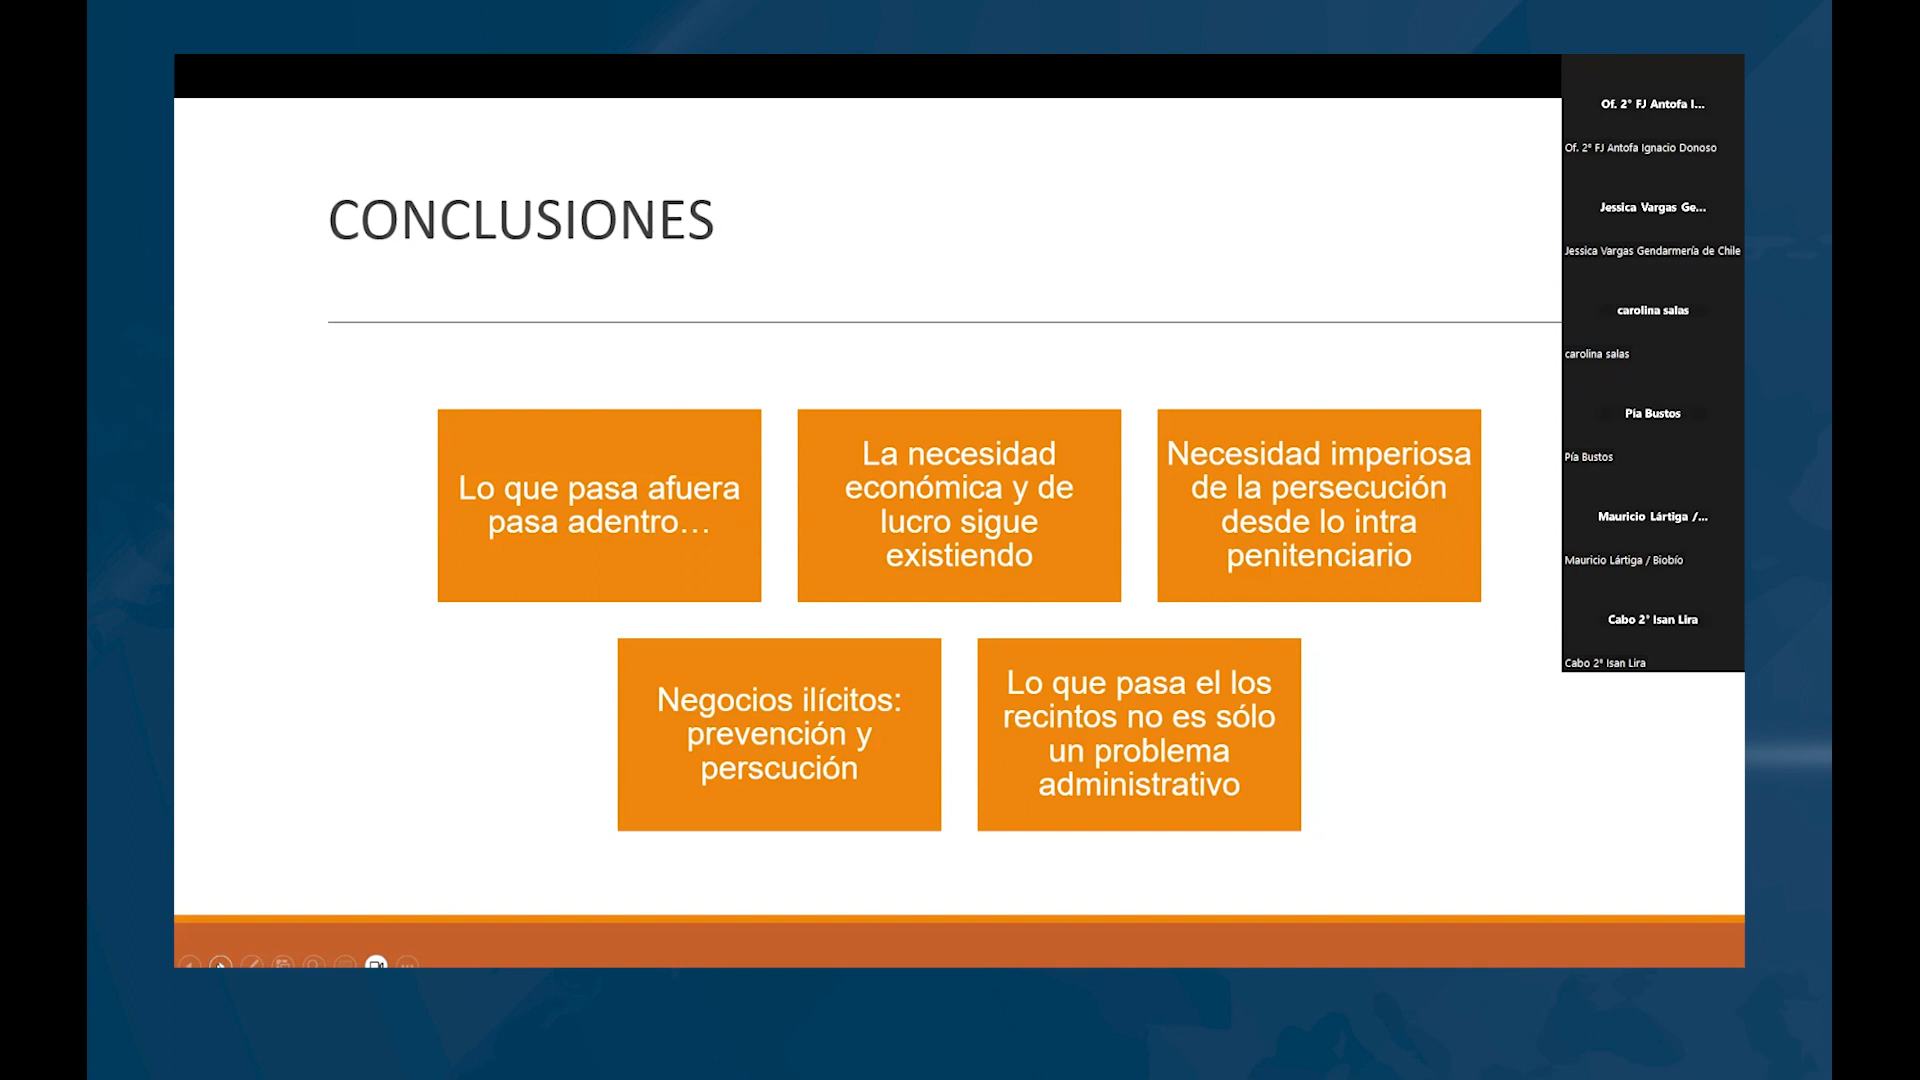 CONCLUSIONES
Lo que pasa afuera
pasa adentro…
La necesidad
económica y de
lucro sigue
existiendo
Necesidad imperiosa
de la persecución
desde lo intra
penitenciario
Negocios ilícitos:
prevención y
perscución
Lo que pasa el los
recintos no es sólo
un problema
administrativo
Of. 2° FJ Antofa I...
Of. 2° FJ Antofa Ignacio Donoso
Jessica Vargas Ge...
Jessica Vargas Gendarmería de Chile
carolina salas
carolina salas
Pía Bustos
Pía Bustos
Mauricio Lártiga /...
Mauricio Lártiga / Biobío
Cabo 2° Isan Lira
Cabo 2° Isan Lira